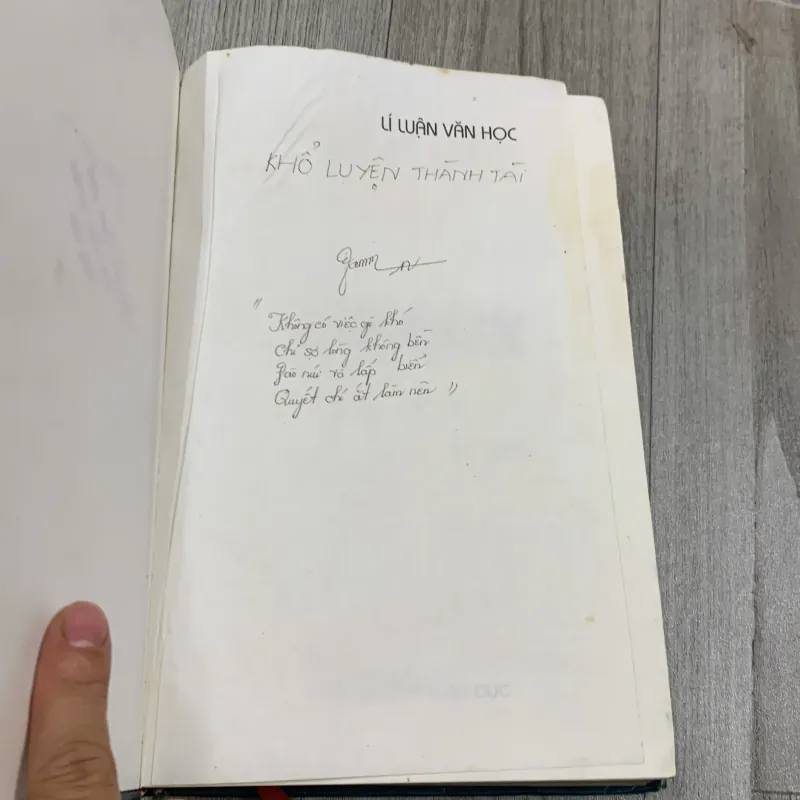 LÍ LUẬN VĂN HỌC
KHỔ LUYỆN THÀNH TÀI
"
Không có việc gì khó
Chỉ sợ lòng không bền
Đào núi và lấp biển
Quyết chí ắt làm nên "
DỤC